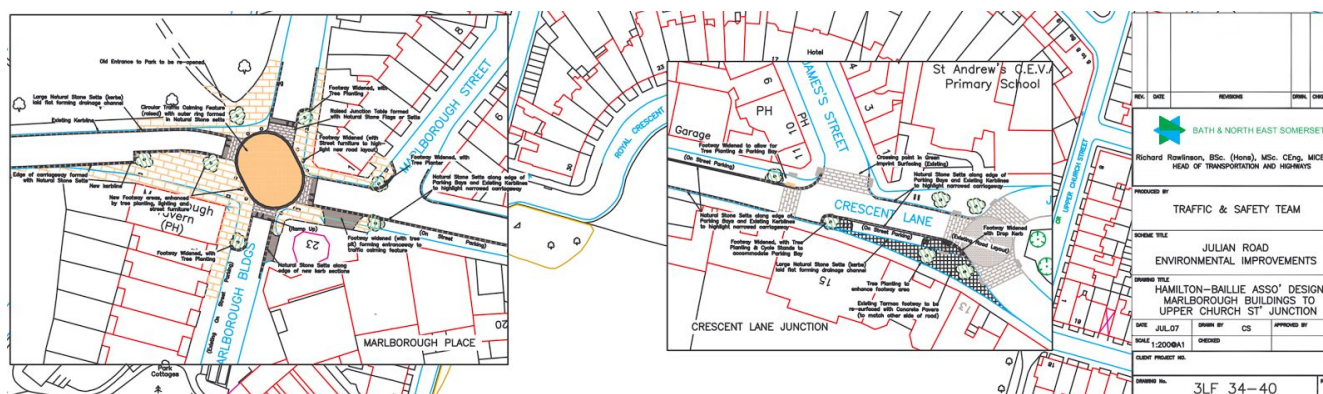 Old Entrance to Park to be re-opened
Large Natural Stone Setts (kerbs)
laid flat forming drainage channel
Circular Traffic Calming Feature
(raised) with outer ring formed
in Natural Stone setts
Existing Kerbline
Edge of carriageway formed
with Natural Stone Setts
New kerbline
New Footway areas, enhanced
by tree planting, lighting and
street furniture
(PH)
Footway Widened, with
Tree Planting
MARLBOROUGH BLDGS
(On Street Parking)
Footway Widened, with
Tree Planting
Raised Junction Table formed
with Natural Stone Flags or Setts
Footway Widened (with
Street furniture to high-
light new road layout)
Footway Widened, with
Tree Planter
Natural Stone Setts along edge of
Parking Bays and Existing Kerblines
to highlight narrowed carriageway
(On Street Parking)
(Ramp Up)
23
Footway widened (with tree
pit) forming entranceway to
traffic calming feature
Natural Stone Setts along
edge of new kerb sections
MARLBOROUGH STREET
MARLBOROUGH PLACE
20
Park
Cottages
ROYAL CRESCENT
Hotel
St Andrew's C.E.V.A
Primary School
JAMES'S STREET
6
PH
PH
10
11
3
Garage
Footway Widened to allow for
Tree Planting & Parking Bay
(On Street Parking)
Crossing point in Green
Imprint Surfacing (Existing)
Natural Stone Setts along edge of
Parking Bays and Existing Kerblines
to highlight narrowed carriageway
CRESCENT LANE
(On Street Parking)
Natural Stone Setts along edge of
Parking Bays and Existing Kerblines
to highlight narrowed carriageway
Footway Widened, with Tree
Planting & Cycle Stands to
accommodate Parking Bay
Footway Widened
with Drop Kerb
Large Natural Stone Setts (kerbs)
laid flat forming drainage channel
15
Tree Planting to
enhance footway area
Existing Tarmac footway to be
re-surfaced with Concrete Pavers
(to match other side of road)
13
CRESCENT LANE JUNCTION
UPPER CHURCH STREET
REV. DATE REVISIONS DRWN.
BATH & NORTH EAST SOMERSET
Richard Rawlinson, BSc. (Hons), MSc. CEng, MICE
HEAD OF TRANSPORTATION AND HIGHWAYS
PRODUCED BY
TRAFFIC & SAFETY TEAM
SCHEME TITLE
JULIAN ROAD
ENVIRONMENTAL IMPROVEMENTS
DRAWING TITLE
HAMILTON-BAILLIE ASSO' DESIGN
MARLBOROUGH BUILDINGS TO
UPPER CHURCH ST' JUNCTION
DATE JUL.07 DRAWN BY CS APPROVED BY
SCALE 1:200@A1 CHECKED
CLIENT PROJECT NO.
DRAWING No. 3LF 34-40